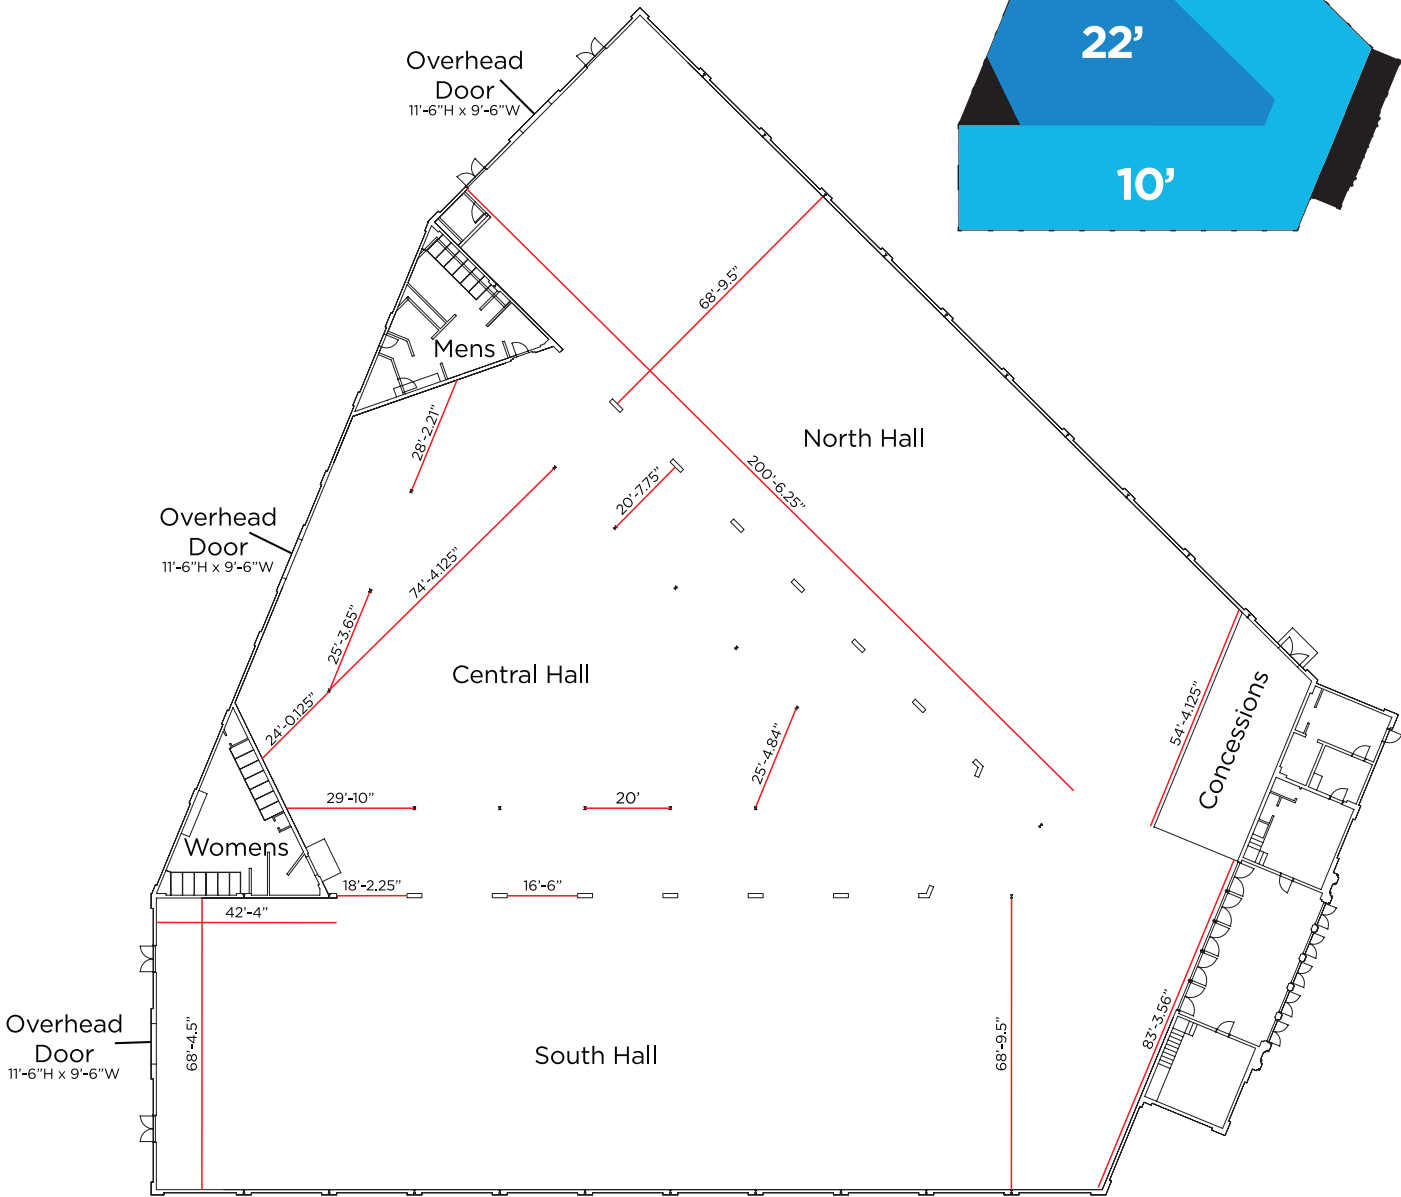 22’
10’
Overhead
Door
11’-6”H x 9’-6”W
68’-9.5”
Mens
28’-2.21”
North Hall
200’-6.25”
20’-7.75”
Overhead
Door
11’-6”H x 9’-6”W
74’-4.125”
25’-3.65”
Central Hall
24’-0.125”
54’-4.125”
Concessions
25’-4.84”
29’-10”
20’
Womens
18’-2.25”
16’-6”
42’-4”
Overhead
Door
11’-6”H x 9’-6”W
68’-4.5”
South Hall
68’-9.5”
83’-3.56”